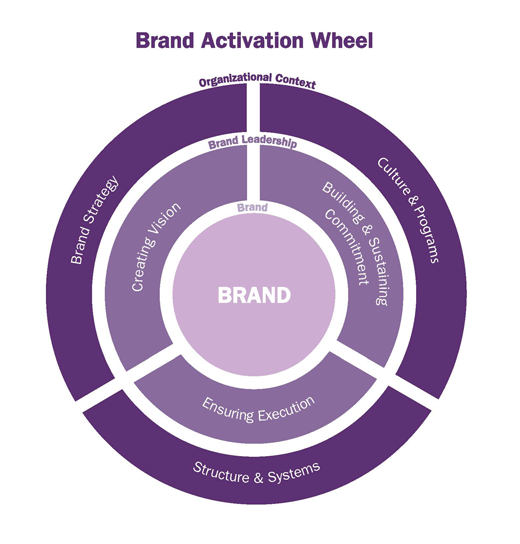 Brand Activation Wheel
Organizational Context
Brand Leadership
Brand
BRAND
Brand Strategy
Creating Vision
Building & Sustaining
Commitment
Culture & Programs
Ensuring Execution
Structure & Systems